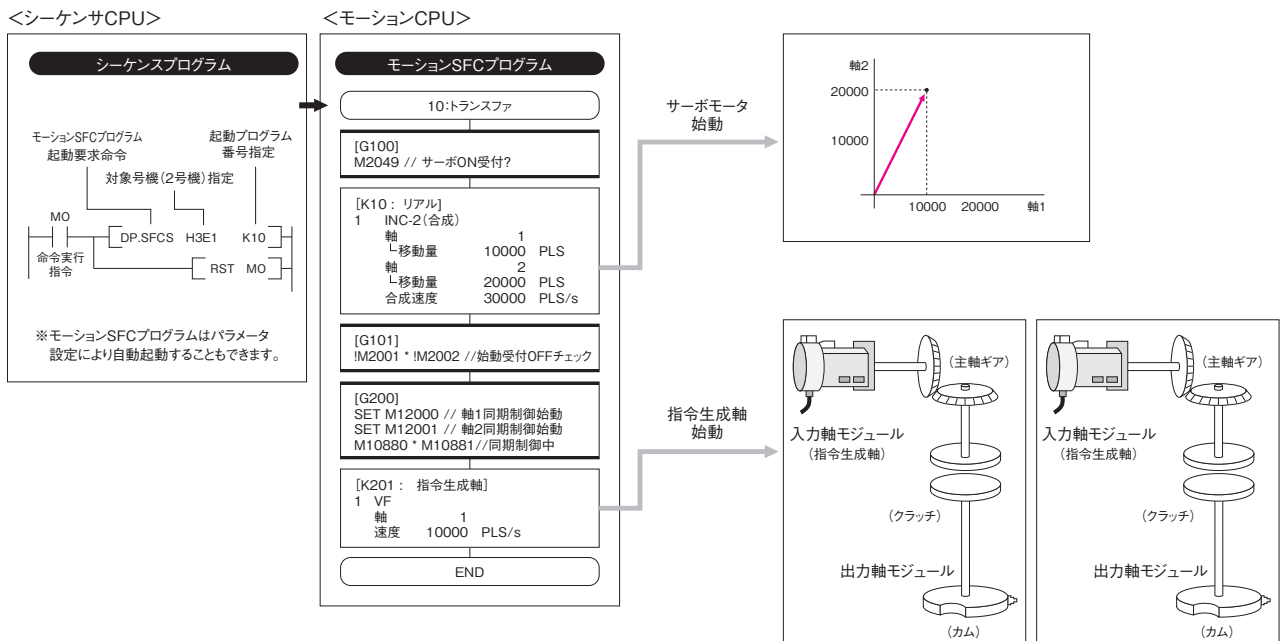 <シーケンサCPU>
シーケンスプログラム
モーションSFCプログラム
起動要求命令
起動プログラム
番号指定
対象号機(2号機)指定
M0
DP.SFCS H3E1 K10
命令実行
指令
RST M0
※モーションSFCプログラムはパラメータ
設定により自動起動することもできます。
<モーションCPU>
モーションSFCプログラム
10:トランスファ
[G100]
M2049 // サーボON受付?
[K10 : リアル]
1 INC-2(合成)
軸 1
└移動量 10000 PLS
軸 2
└移動量 20000 PLS
合成速度 30000 PLS/s
[G101]
!M2001 * !M2002 //始動受付OFFチェック
[G200]
SET M12000 // 軸1同期制御始動
SET M12001 // 軸2同期制御始動
M10880 * M10881//同期制御中
[K201 : 指令生成軸]
1 VF
軸 1
速度 10000 PLS/s
END
サーボモータ
始動
軸2
20000
10000
10000 20000 軸1
指令生成軸
始動
(主軸ギア)
入力軸モジュール
(指令生成軸)
(クラッチ)
出力軸モジュール
(カム)
(主軸ギア)
入力軸モジュール
(指令生成軸)
(クラッチ)
出力軸モジュール
(カム)